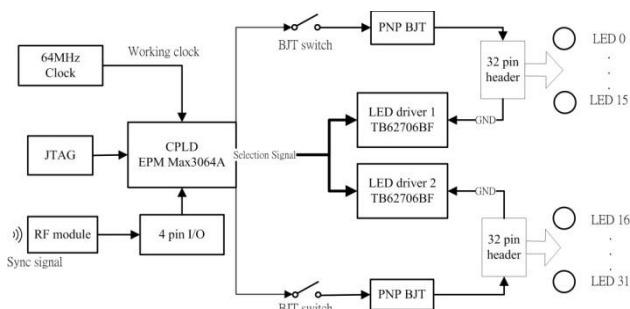 64MHz
Clock
Working clock
BJT switch
PNP BJT
32 pin
header
LED 0
LED 15
JTAG
CPLD
EPM Max3064A
Selection Signal
LED driver 1
TB62706BF
GND
LED driver 2
TB62706BF
GND
RF module
Sync signal
4 pin I/O
32 pin
header
LED 16
LED 31
BJT switch
PNP BJT